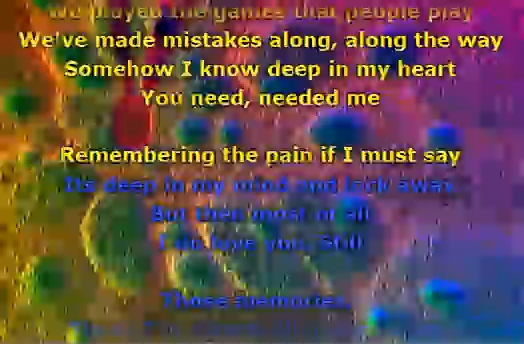 We played the games that people play
We've made mistakes along, along the way
Somehow I know deep in my heart
You need, needed me
Remembering the pain if I must say
Its deep in my mind and lock away
But then most of all
I do love you, still
Those memories,